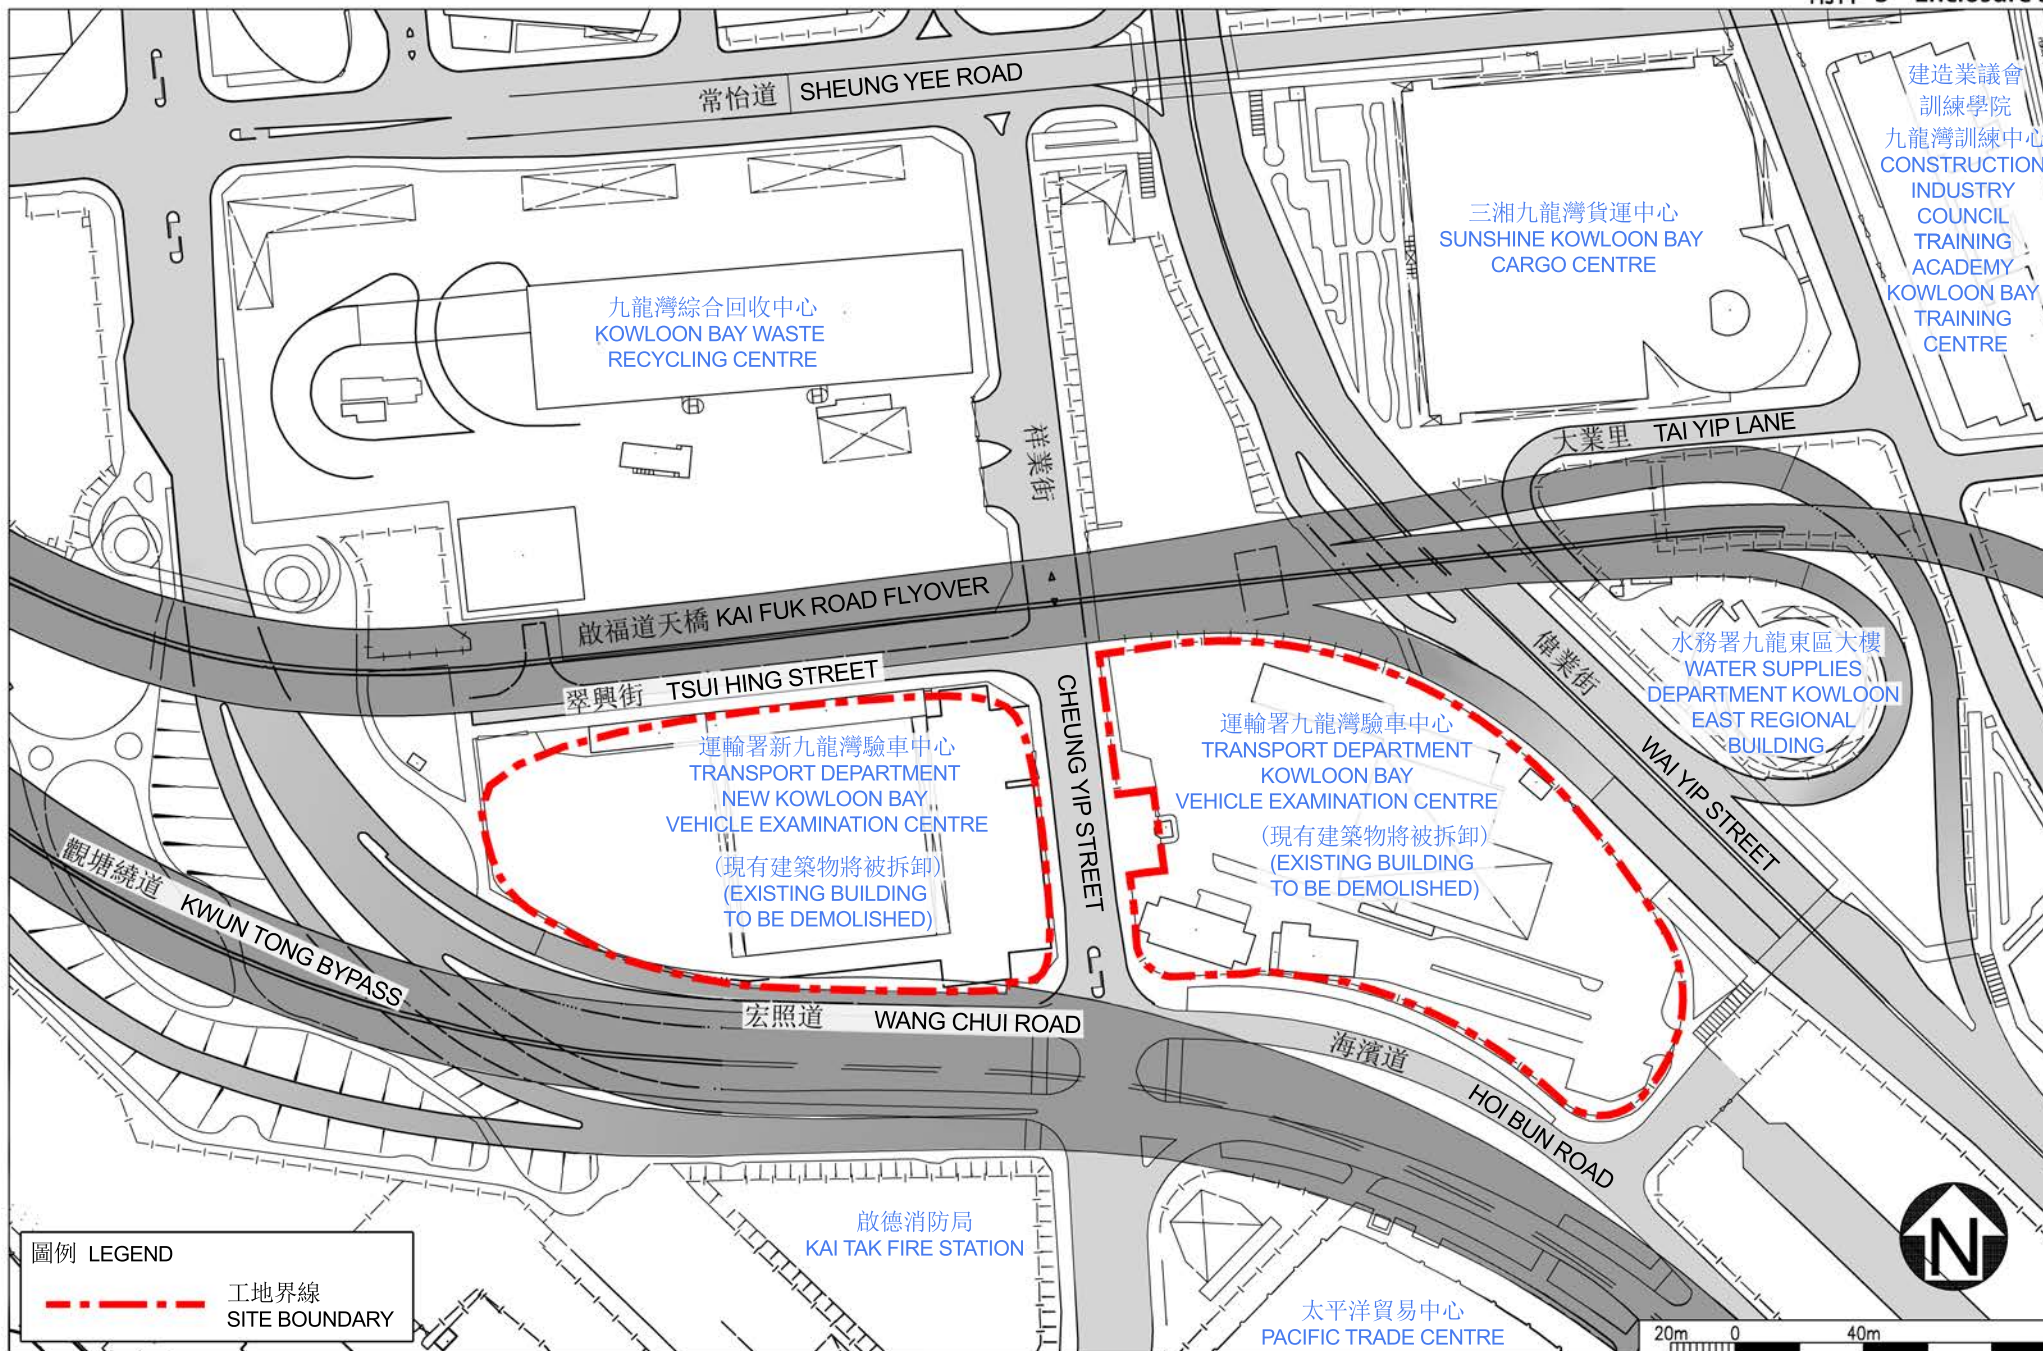 常怡道 SHEUNG YEE ROAD
建造業議會
訓練學院
九龍灣訓練中心
CONSTRUCTION
INDUSTRY
COUNCIL
TRAINING
ACADEMY
KOWLOON BAY
TRAINING
CENTRE
三湘九龍灣貨運中心
SUNSHINE KOWLOON BAY
CARGO CENTRE
九龍灣綜合回收中心
KOWLOON BAY WASTE
RECYCLING CENTRE
祥業街
大業里 TAI YIP LANE
啟福道天橋 KAI FUK ROAD FLYOVER
翠興街 TSUI HING STREET
CHEUNG YIP STREET
偉業街
WAI YIP STREET
水務署九龍東區大樓
WATER SUPPLIES
DEPARTMENT KOWLOON
EAST REGIONAL
BUILDING
運輸署新九龍灣驗車中心
TRANSPORT DEPARTMENT
NEW KOWLOON BAY
VEHICLE EXAMINATION CENTRE
(現有建築物將被拆卸)
(EXISTING BUILDING
TO BE DEMOLISHED)
運輸署九龍灣驗車中心
TRANSPORT DEPARTMENT
KOWLOON BAY
VEHICLE EXAMINATION CENTRE
(現有建築物將被拆卸)
(EXISTING BUILDING
TO BE DEMOLISHED)
觀塘繞道 KWUN TONG BYPASS
宏照道 WANG CHUI ROAD
海濱道 HOI BUN ROAD
啟德消防局
KAI TAK FIRE STATION
太平洋貿易中心
PACIFIC TRADE CENTRE
圖例 LEGEND
工地界線
SITE BOUNDARY
N
20m 0 40m